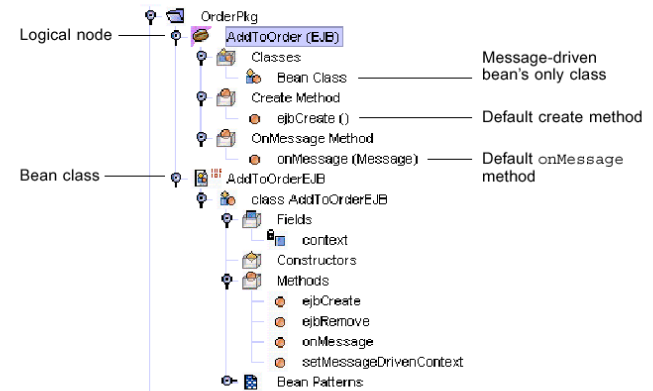 OrderPkg
Logical node
AddToOrder (EJB)
Classes
Message-driven
bean's only class
Bean Class
Create Method
ejbCreate ()
Default create method
OnMessage Method
onMessage (Message)
Default onMessage
method
Bean class
AddToOrderEJB
class AddToOrderEJB
Fields
context
Constructors
Methods
ejbCreate
ejbRemove
onMessage
setMessageDrivenContext
Bean Patterns